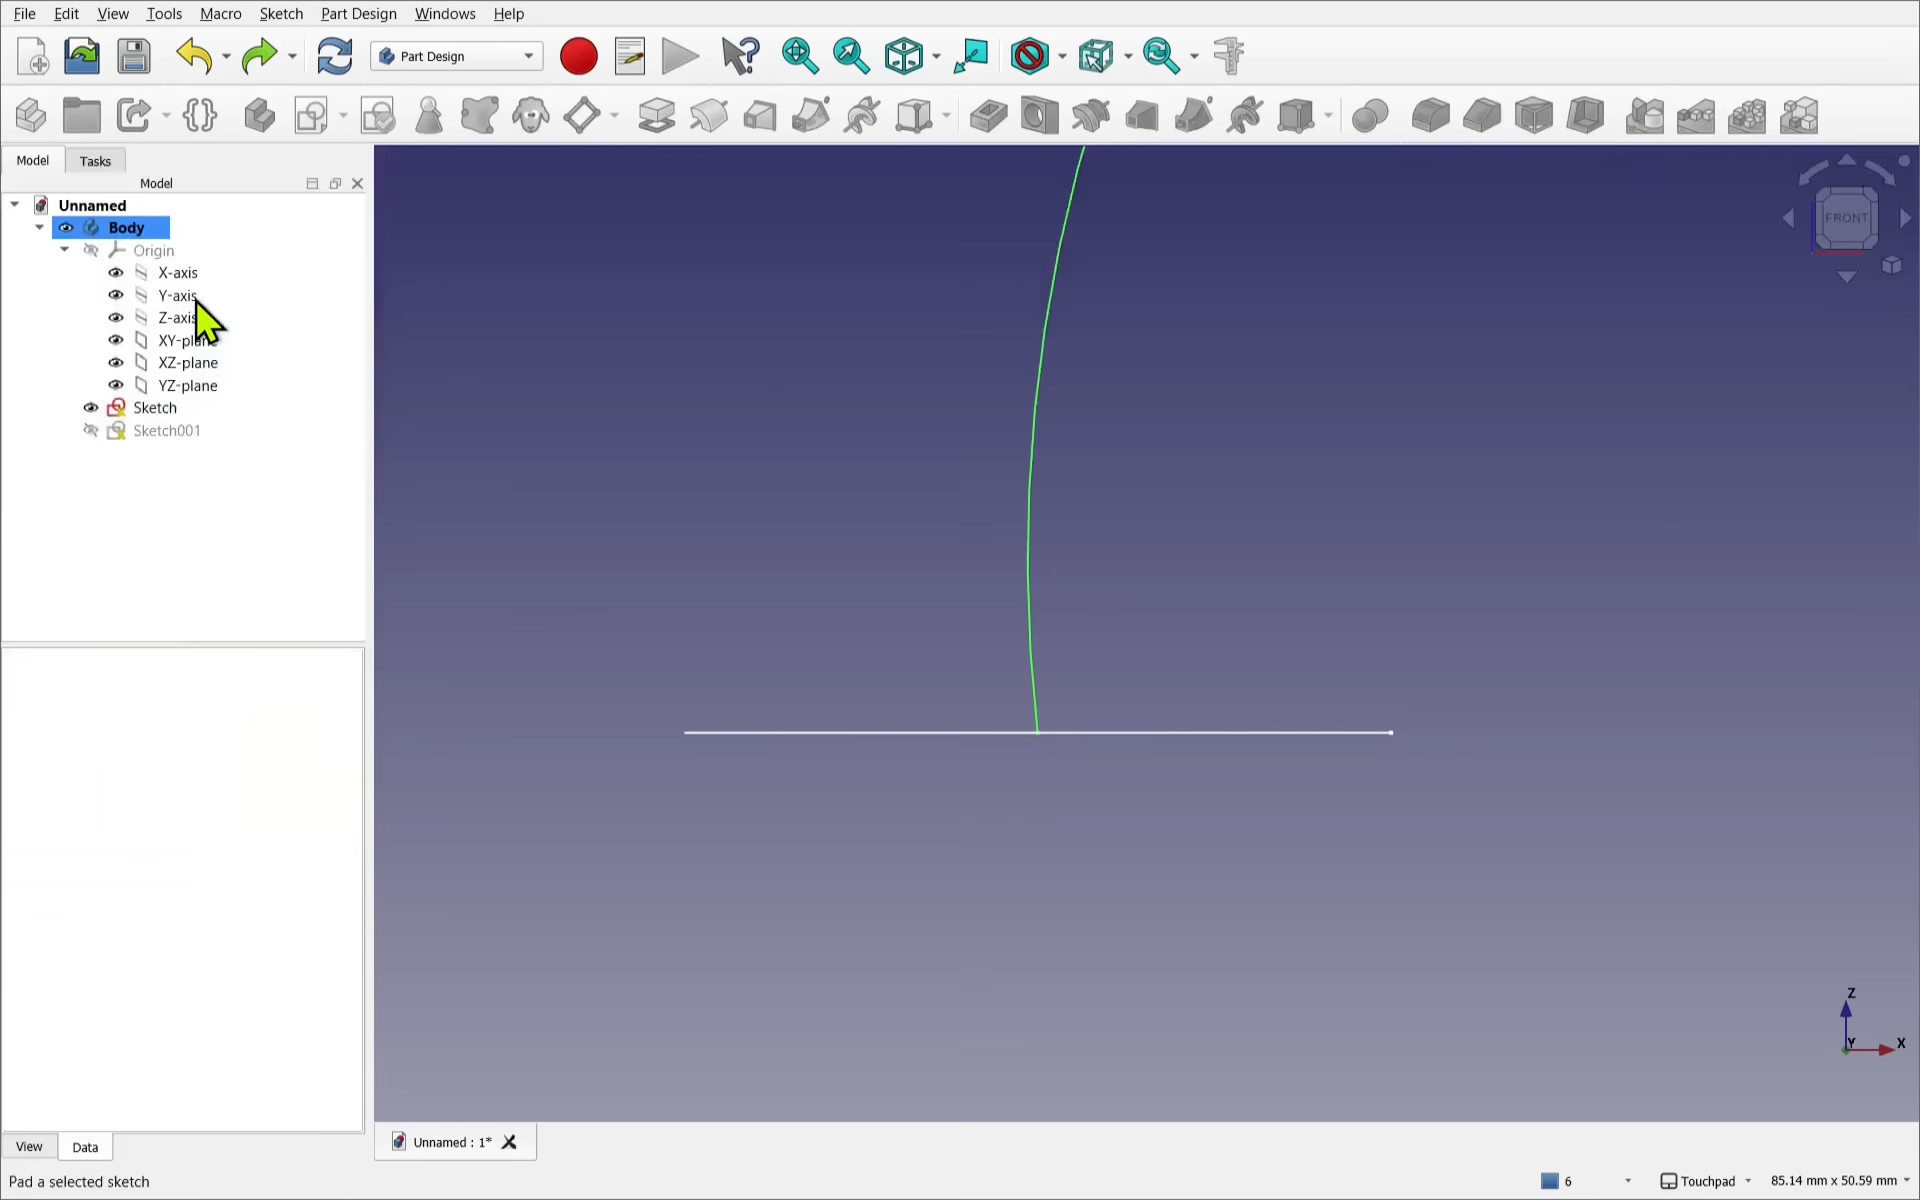 File Edit View Tools Macro Sketch Part Design Windows Help
Part Design
Model Tasks
Model
Unnamed
Body
Origin
X-axis
Y-axis
Z-axis
XY-plane
XZ-plane
YZ-plane
Sketch
Sketch001
FRONT
Z
Y X
View Data
Unnamed : 1*
Pad a selected sketch
6 Touchpad 85.14 mm x 50.59 mm